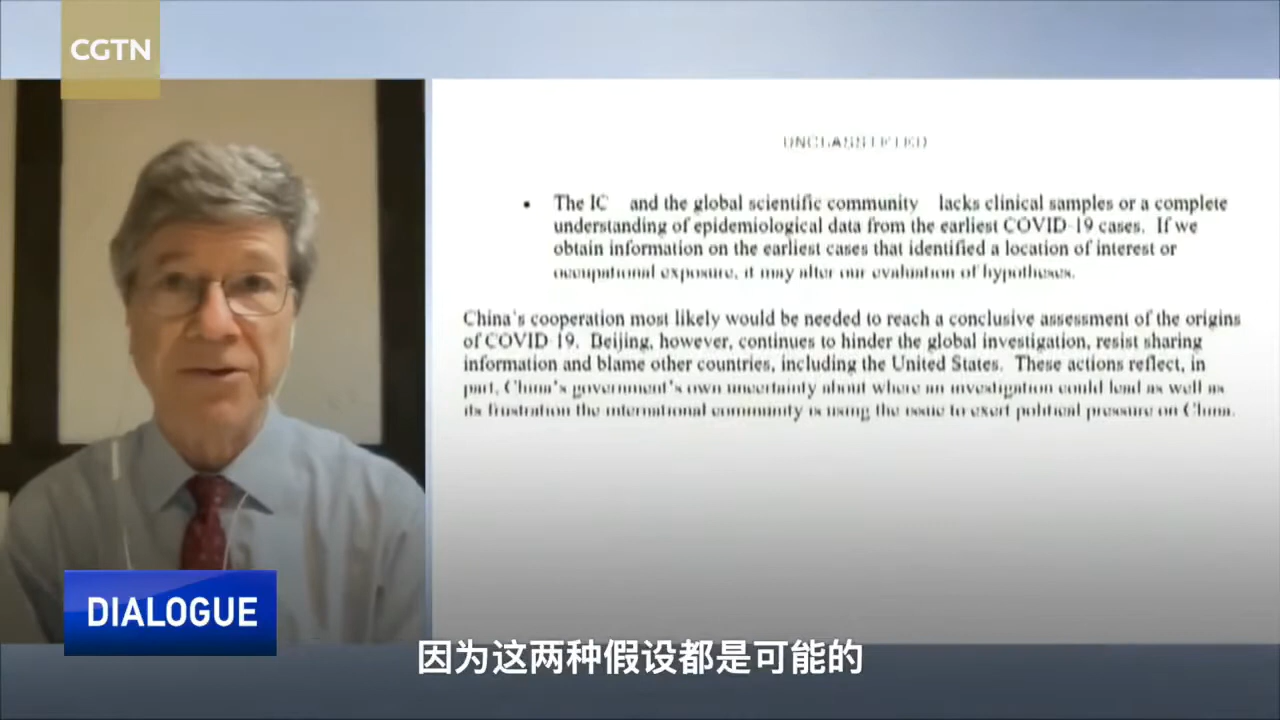 CGTN
UNCLASSIFIED
• The IC and the global scientific community lacks clinical samples or a complete
understanding of epidemiological data from the earliest COVID-19 cases. If we
obtain information on the earliest cases that identified a location of interest or
occupational exposure, it may alter our evaluation of hypotheses.
China's cooperation most likely would be needed to reach a conclusive assessment of the origins
of COVID-19. Beijing, however, continues to hinder the global investigation, resist sharing
information and blame other countries, including the United States. These actions reflect, in
part, China's government's own uncertainty about where an investigation could lead as well as
its frustration the international community is using the issue to exert political pressure on China.
DIALOGUE
因为这两种假设都是可能的